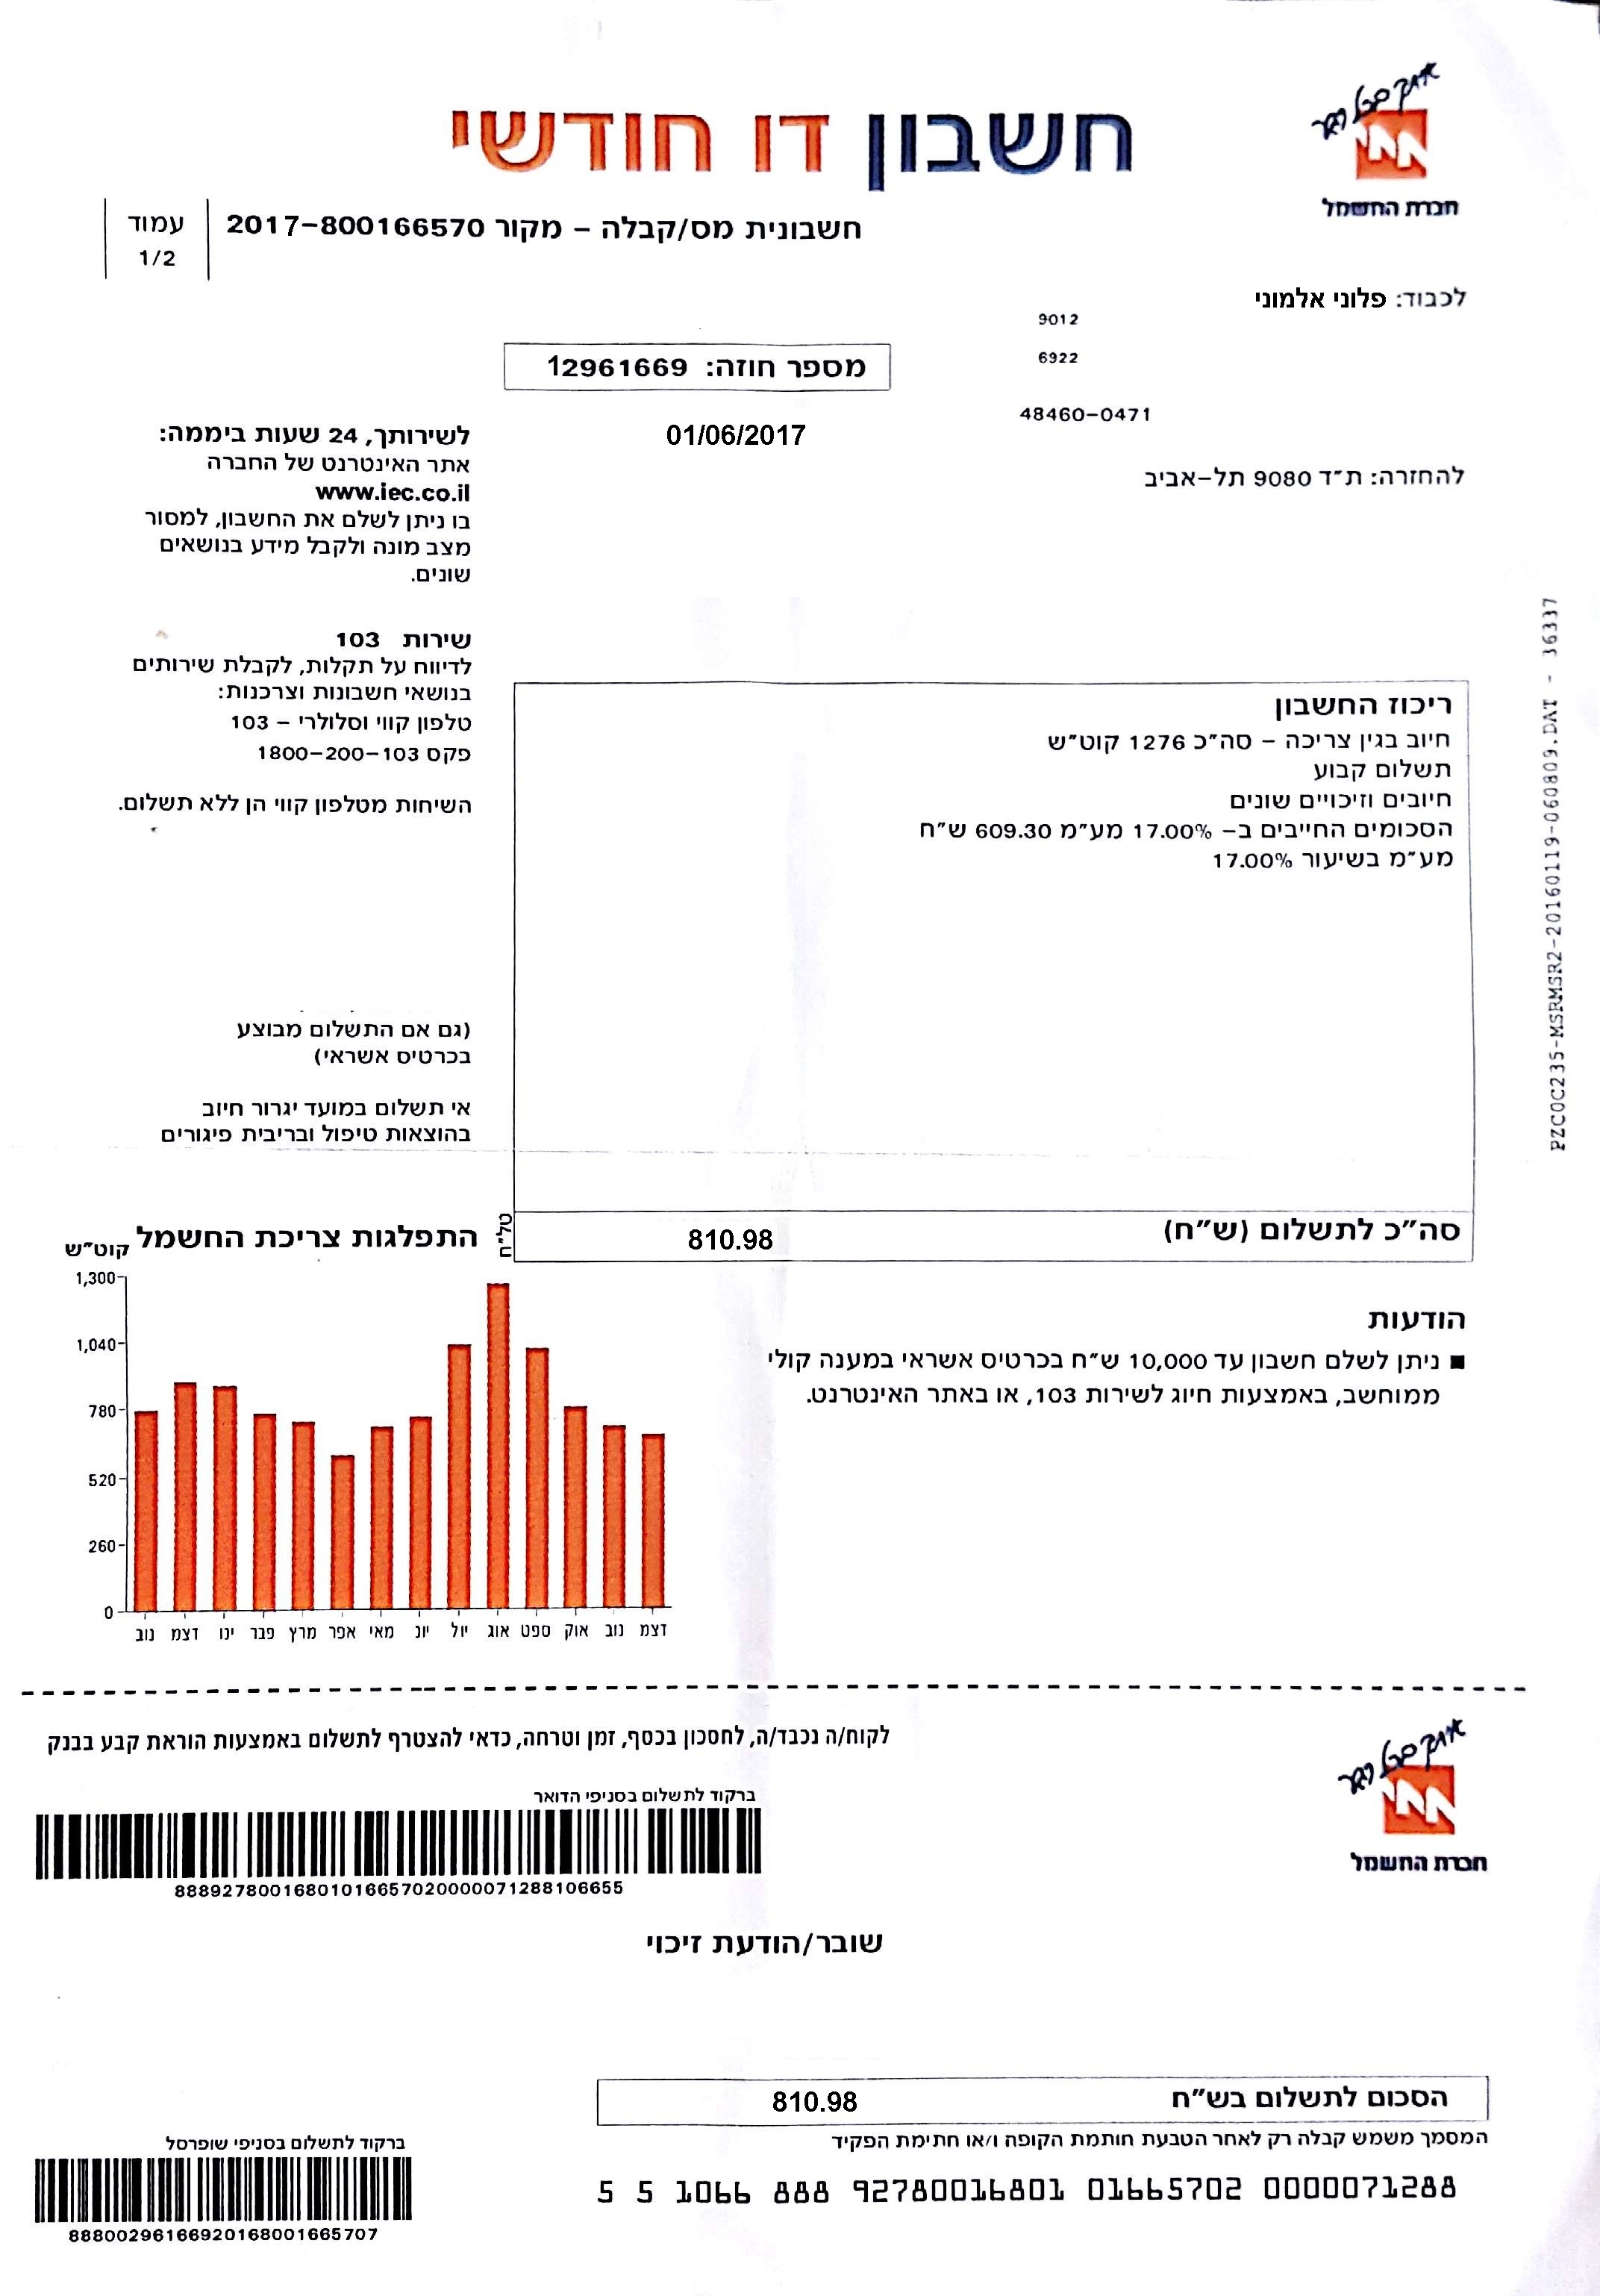 אוהבים אותך
חברת החשמל
חשבון דו חודשי
חשבונית מס/קבלה – מקור 2017-800166570
עמוד
1/2
לכבוד: פלוני אלמוני
9012
6922
מספר חוזה: 12961669
48460-0471
01/06/2017
להחזרה: ת״ד 9080 תל-אביב
לשירותך, 24 שעות ביממה:
אתר האינטרנט של החברה
www.iec.co.il
בו ניתן לשלם את החשבון, למסור
מצב מונה ולקבל מידע בנושאים
שונים.
שירות 103
לדיווח על תקלות, לקבלת שירותים
בנושאי חשבונות וצרכנות:
טלפון קווי וסלולרי – 103
פקס 1800-200-103
השיחות מטלפון קווי הן ללא תשלום.
ריכוז החשבון
חיוב בגין צריכה – סה״כ 1276 קוט״ש
תשלום קבוע
חיובים וזיכויים שונים
הסכומים החייבים ב- 17.00% מע״מ 609.30 ש״ח
מע״מ בשיעור 17.00%
PZCOC235-MSRMSR2-20160119-060809.DAT - 36337
(גם אם התשלום מבוצע
בכרטיס אשראי)
אי תשלום במועד יגרור חיוב
בהוצאות טיפול ובריבית פיגורים
סה״כ לתשלום (ש״ח)
810.98
טל״ח
התפלגות צריכת החשמל
קוט״ש
1,300
1,040
780
520
260
0
נוב דצמ ינו פבר מרץ אפר מאי יונ יול אוג ספט אוק נוב דצמ
הודעות
■ ניתן לשלם חשבון עד 10,000 ש״ח בכרטיס אשראי במענה קולי
ממוחשב, באמצעות חיוג לשירות 103, או באתר האינטרנט.
לקוח/ה נכבד/ה, לחסכון בכסף, זמן וטרחה, כדאי להצטרף לתשלום באמצעות הוראת קבע בבנק
חברת החשמל
ברקוד לתשלום בסניפי הדואר
88892780016801016657020000071288106655
שובר/הודעת זיכוי
הסכום לתשלום בש״ח
810.98
המסמך משמש קבלה רק לאחר הטבעת חותמת הקופה ו/או חתימת הפקיד
5 5 1066 888 92780016801 01665702 0000071288
ברקוד לתשלום בסניפי שופרסל
88800296166920168001665707